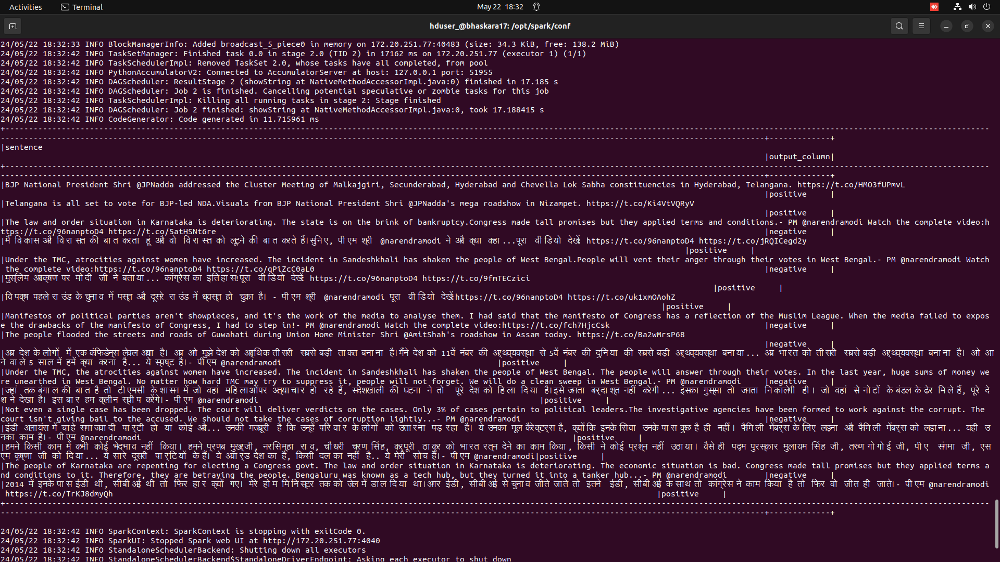 Activities Terminal May 22 18:32
hduser_@bhaskara17: /opt/spark/conf
24/05/22 18:32:33 INFO BlockManagerInfo: Added broadcast_5_piece0 in memory on 172.20.251.77:40483 (size: 34.3 KiB, free: 138.2 MiB)
24/05/22 18:32:42 INFO TaskSetManager: Finished task 0.0 in stage 2.0 (TID 2) in 17162 ms on 172.20.251.77 (executor 1) (1/1)
24/05/22 18:32:42 INFO TaskSchedulerImpl: Removed TaskSet 2.0, whose tasks have all completed, from pool
24/05/22 18:32:42 INFO PythonAccumulatorV2: Connected to AccumulatorServer at host: 127.0.0.1 port: 51955
24/05/22 18:32:42 INFO DAGScheduler: ResultStage 2 (showString at NativeMethodAccessorImpl.java:0) finished in 17.185 s
24/05/22 18:32:42 INFO DAGScheduler: Job 2 is finished. Cancelling potential speculative or zombie tasks for this job
24/05/22 18:32:42 INFO TaskSchedulerImpl: Killing all running tasks in stage 2: Stage finished
24/05/22 18:32:42 INFO DAGScheduler: Job 2 finished: showString at NativeMethodAccessorImpl.java:0, took 17.188415 s
24/05/22 18:32:42 INFO CodeGenerator: Code generated in 11.715961 ms
|sentence
|output_column|
|BJP National President Shri @JPNadda addressed the Cluster Meeting of Malkajgiri, Secunderabad, Hyderabad and Chevella Lok Sabha constituencies in Hyderabad, Telangana. https://t.co/HMO3fUPmvL
|positive |
|Telangana is all set to vote for BJP-led NDA.Visuals from BJP National President Shri @JPNadda's mega roadshow in Nizampet. https://t.co/Ki4VtVQRyV
|positive |
|The law and order situation in Karnataka is deteriorating. The state is on the brink of bankruptcy.Congress made tall promises but they applied terms and conditions.- PM @narendramodi Watch the complete video:h
ttps://t.co/96nanptoD4 https://t.co/5atHSNt6re |negative |
|मैं विकास और विरासत की बात करता हूं और वो विरासत को लूटने की बात करते हैं।सुनिए, पीएम श्री @narendramodi ने और क्या कहा...पूरा वीडियो देखें: https://t.co/96nanptoD4 https://t.co/jRQICegd2y
|positive |
|Under the TMC, atrocities against women have increased. The incident in Sandeshkhali has shaken the people of West Bengal.People will vent their anger through their votes in West Bengal.- PM @narendramodi Watch
the complete video:https://t.co/96nanptoD4 https://t.co/qPiZcC0aL0 |negative |
|मुस्लिम आरक्षण पर मोदी जी ने बताया... कांग्रेस का इतिहास!पूरा वीडियो देखें: https://t.co/96nanptoD4 https://t.co/9fmTECzici
|positive |
|विपक्ष पहले राउंड के चुनाव में पस्त और दूसरे राउंड में ध्वस्त हो चुका है। - पीएम श्री @narendramodi पूरा वीडियो देखें:https://t.co/96nanptoD4 https://t.co/uk1xmOAohZ
|positive |
|Manifestos of political parties aren't showpieces, and it's the work of the media to analyse them. I had said that the manifesto of Congress has a reflection of the Muslim League. When the media failed to expos
e the drawbacks of the manifesto of Congress, I had to step in!- PM @narendramodi Watch the complete video:https://t.co/fch7HjcCsk |negative |
|The people flooded the streets and roads of Guwahati during Union Home Minister Shri @AmitShah's roadshow in Assam today. https://t.co/Ba2wMrsP68
|negative |
|अब देश के लोगों में एक कंफिडेन्स लेवल आया है। अब आगे मुझे देश को आर्थिक तीसरी सबसे बड़ी ताकत बनाना है।मैंने देश को 11वें नंबर की अर्थव्यवस्था से 5वें नंबर की दुनिया की सबसे बड़ी अर्थव्यवस्था बनाया... अब भारत को तीसरी सबसे बड़ी अर्थव्यवस्था बनाना है। आगे आ
ने वाले 5 साल में हमें क्या करना है... ये स्पष्ट है।- पीएम @narendramodi |positive |
|Under the TMC, the atrocities against women have increased. The incident in Sandeshkhali has shaken the people of West Bengal. The people will answer through their votes. In the last year, huge sums of money we
re unearthed in West Bengal. No matter how hard TMC may try to suppress it, people will not forget. We will do a clean sweep in West Bengal.- PM @narendramodi |negative |
|जहां तक बंगाल की बात है तो टीएमसी के शासन में जो वहां महिलाओं पर अत्याचार हो रहे हैं, संदेशखाली की घटना ने तो पूरे देश को हिला दिया है।इसे जनता बर्दाश्त नहीं करेगी... इसका गुस्सा तो जनता निकालेगी ही। जो वहां से नोटों के बंडल के ढेर मिले हैं, पूरे दे
श ने देखा है। इस बार हम क्लीन स्वीप करेंगे।- पीएम @narendramodi |positive |
|Not even a single case has been dropped. The court will deliver verdicts on the cases. Only 3% of cases pertain to political leaders.The investigative agencies have been formed to work against the corrupt. The
court isn't giving bail to the accused. We should not take the cases of corruption lightly...- PM @narendramodi |negative |
|इंडी अलायंस में चाहे समाजवादी पार्टी हो या कोई और... उनकी मजबूरी है कि उन्हें परिवार के लोगों को उतारना पड़ रहा है। ये उनका मूल कैरेक्टर्स है, क्योंकि इनके सिवा उनके पास कुछ है ही नहीं। फैमिली मेंबर्स के लिए लड़ना और फैमिली मेंबर्स को लड़ाना... यही उ
नका काम है।- पीएम @narendramodi |positive |
|हमने किसी काम में कभी कोई भेदभाव नहीं किया। हमने प्रणब मुखर्जी, नरसिम्हा राव, चौधरी चरण सिंह, कर्पूरी ठाकुर को भारत रत्न देने का काम किया, किसी ने कोई प्रश्न नहीं उठाया। वैसे ही पद्म पुरस्कार मुलायम सिंह जी, तरुण गोगोई जी, पीए संगमा जी, एस
एम कृष्णा जी को दिया... ये सारे दूसरी पार्टियों के हैं। ये अवार्ड देश का है, किसी दल का नहीं है.. ये मेरी सोच है।- पीएम @narendramodi|positive |
|The people of Karnataka are repenting for electing a Congress govt. The law and order situation in Karnataka is deteriorating. The economic situation is bad. Congress made tall promises but they applied terms a
nd conditions to it. Therefore, they are betraying the people. Bengaluru was known as a tech hub, but they turned it into a tanker hub...- PM @narendramodi |negative |
|2014 में इनके पास ईडी थी, सीबीआई थी तो फिर हार क्यों गए। मेरे होम मिनिस्टर तक को जेल में डाल दिया था।अगर ईडी, सीबीआई से चुनाव जीते जाते तो इतने ईडी, सीबीआई के साथ तो कांग्रेस ने काम किया है तो फिर वो जीत ही जाते।- पीएम @narendramodi
https://t.co/TrKJ8dmyQh |positive |
24/05/22 18:32:42 INFO SparkContext: SparkContext is stopping with exitCode 0.
24/05/22 18:32:42 INFO SparkUI: Stopped Spark web UI at http://172.20.251.77:4040
24/05/22 18:32:42 INFO StandaloneSchedulerBackend: Shutting down all executors
24/05/22 18:32:42 INFO StandaloneSchedulerBackend$StandaloneDriverEndpoint: Asking each executor to shut down